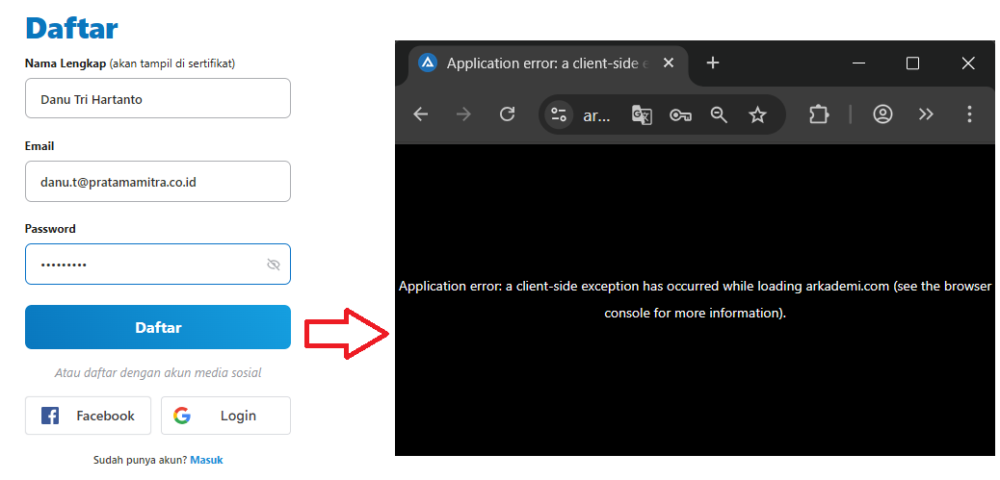 Daftar
Nama Lengkap (akan tampil di sertifikat)
Danu Tri Hartanto
Email
danu.t@pratamamitra.co.id
Password
•••••••••
Daftar
Atau daftar dengan akun media sosial
Facebook
Login
Sudah punya akun? Masuk
Application error: a client-side e
ar...
Application error: a client-side exception has occurred while loading arkademi.com (see the browser
console for more information).